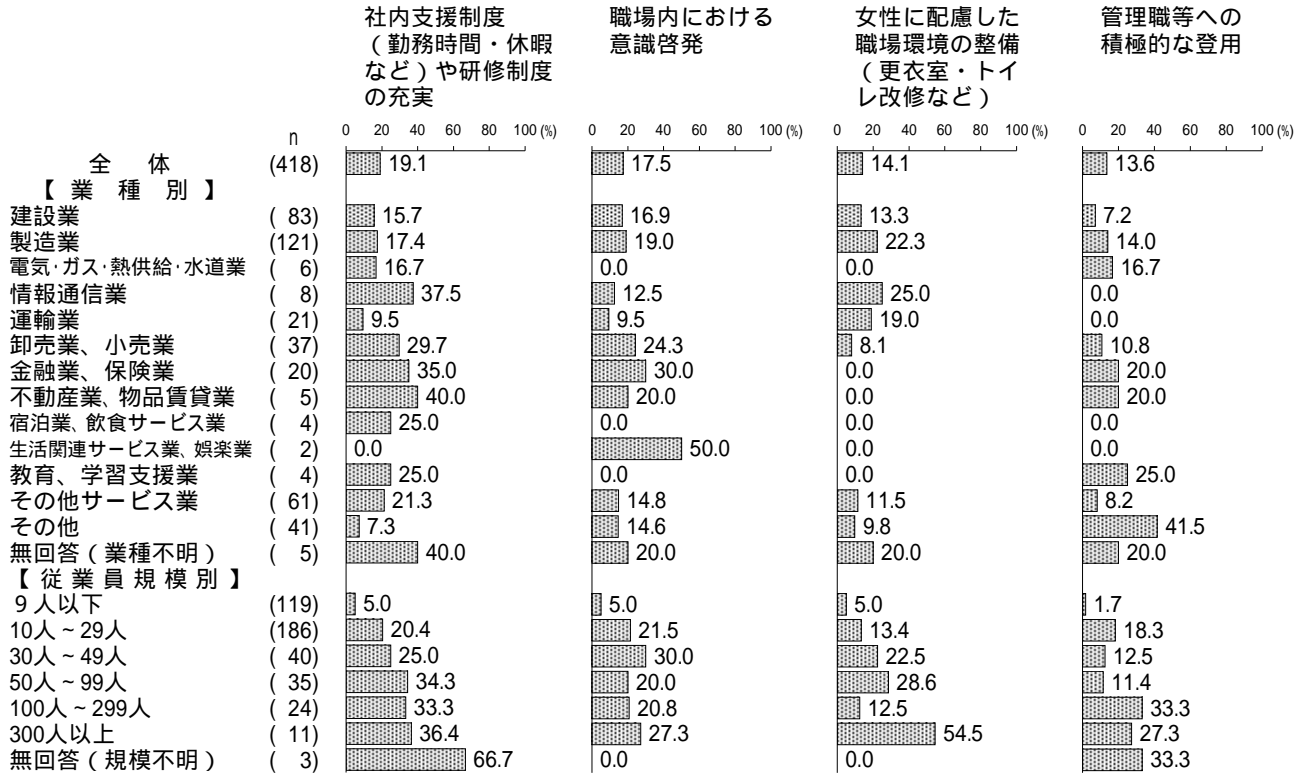 社内支援制度 職場内における 女性に配慮した 管理職等への
（勤務時間・休暇 意識啓発 職場環境の整備 積極的な登用
など）や研修制度 （更衣室・トイ
の充実 レ改修など）
n 0 20 40 60 80 100 (%) 0 20 40 60 80 100 (%) 0 20 40 60 80 100 (%) 0 20 40 60 80 100 (%)
全　体 (418) 19.1 17.5 14.1 13.6
【業種別】
建設業 ( 83) 15.7 16.9 13.3 7.2
製造業 (121) 17.4 19.0 22.3 14.0
電気･ガス･熱供給･水道業 ( 6) 16.7 0.0 0.0 16.7
情報通信業 ( 8) 37.5 12.5 25.0 0.0
運輸業 ( 21) 9.5 9.5 19.0 0.0
卸売業、小売業 ( 37) 29.7 24.3 8.1 10.8
金融業、保険業 ( 20) 35.0 30.0 0.0 20.0
不動産業、物品賃貸業 ( 5) 40.0 20.0 0.0 20.0
宿泊業、飲食サービス業 ( 4) 25.0 0.0 0.0 0.0
生活関連サービス業、娯楽業 ( 2) 0.0 50.0 0.0 0.0
教育、学習支援業 ( 4) 25.0 0.0 0.0 25.0
その他サービス業 ( 61) 21.3 14.8 11.5 8.2
その他 ( 41) 7.3 14.6 9.8 41.5
無回答（業種不明） ( 5) 40.0 20.0 20.0 20.0
【従業員規模別】
９人以下 (119) 5.0 5.0 5.0 1.7
10人～29人 (186) 20.4 21.5 13.4 18.3
30人～49人 ( 40) 25.0 30.0 22.5 12.5
50人～99人 ( 35) 34.3 20.0 28.6 11.4
100人～299人 ( 24) 33.3 20.8 12.5 33.3
300人以上 ( 11) 36.4 27.3 54.5 27.3
無回答（規模不明） ( 3) 66.7 0.0 0.0 33.3